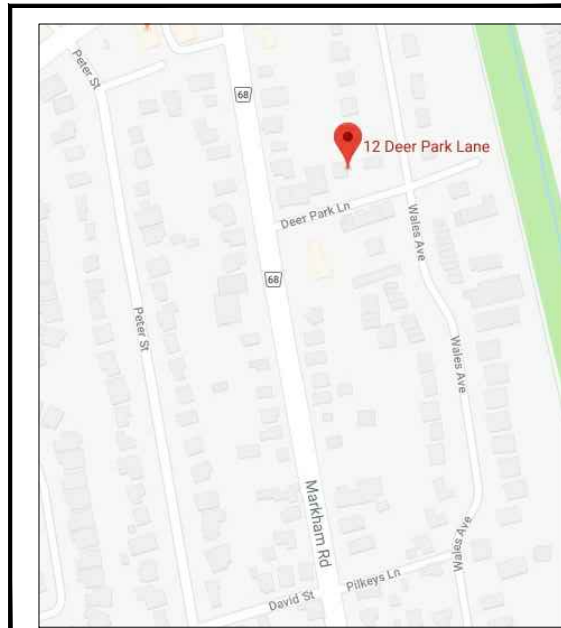 Peter St
68
12 Deer Park Lane
Deer Park Ln
Wales Ave
68
Peter St
Wales Ave
Markham Rd
Wales Ave
Pilkeys Ln
David St